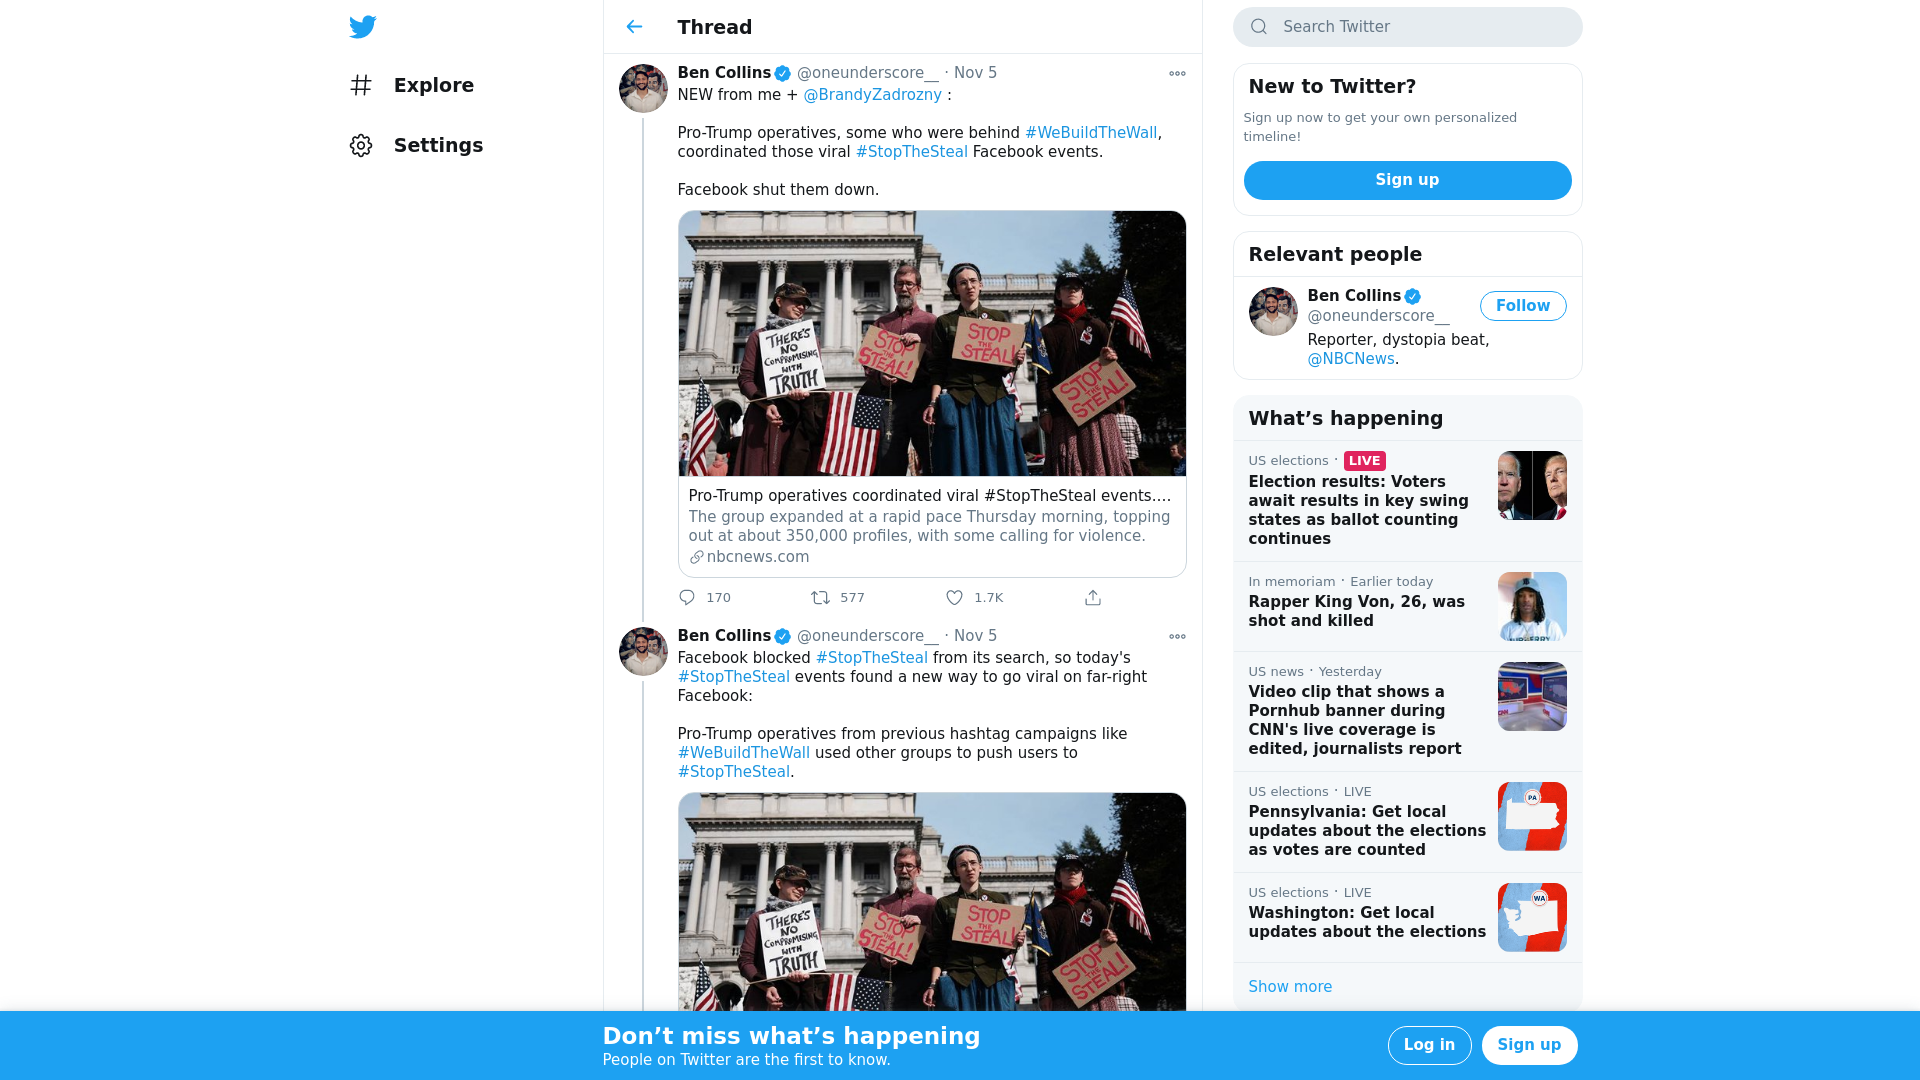 Explore
Settings
Thread
Ben Collins @oneunderscore__ · Nov 5
NEW from me + @BrandyZadrozny :
Pro-Trump operatives, some who were behind #WeBuildTheWall,
coordinated those viral #StopTheSteal Facebook events.
Facebook shut them down.
THERE'S
NO
COMPROMISING
WITH
TRUTH
STOP
THE
STEAL!
STOP
THE
STEAL!
STOP
THE
STEAL!
Pro-Trump operatives coordinated viral #StopTheSteal events....
The group expanded at a rapid pace Thursday morning, topping
out at about 350,000 profiles, with some calling for violence.
nbcnews.com
170 577 1.7K
Ben Collins @oneunderscore__ · Nov 5
Facebook blocked #StopTheSteal from its search, so today's
#StopTheSteal events found a new way to go viral on far-right
Facebook:
Pro-Trump operatives from previous hashtag campaigns like
#WeBuildTheWall used other groups to push users to
#StopTheSteal.
THERE'S
NO
COMPROMISING
WITH
TRUTH
STOP
THE
STEAL!
STOP
THE
STEAL!
STOP
THE
STEAL!
Search Twitter
New to Twitter?
Sign up now to get your own personalized
timeline!
Sign up
Relevant people
Ben Collins
@oneunderscore__
Follow
Reporter, dystopia beat,
@NBCNews.
What's happening
US elections · LIVE
Election results: Voters
await results in key swing
states as ballot counting
continues
In memoriam · Earlier today
Rapper King Von, 26, was
shot and killed
US news · Yesterday
Video clip that shows a
Pornhub banner during
CNN's live coverage is
edited, journalists report
US elections · LIVE
Pennsylvania: Get local
updates about the elections
as votes are counted
PA
US elections · LIVE
Washington: Get local
updates about the elections
WA
Show more
Don't miss what's happening
People on Twitter are the first to know.
Log in
Sign up